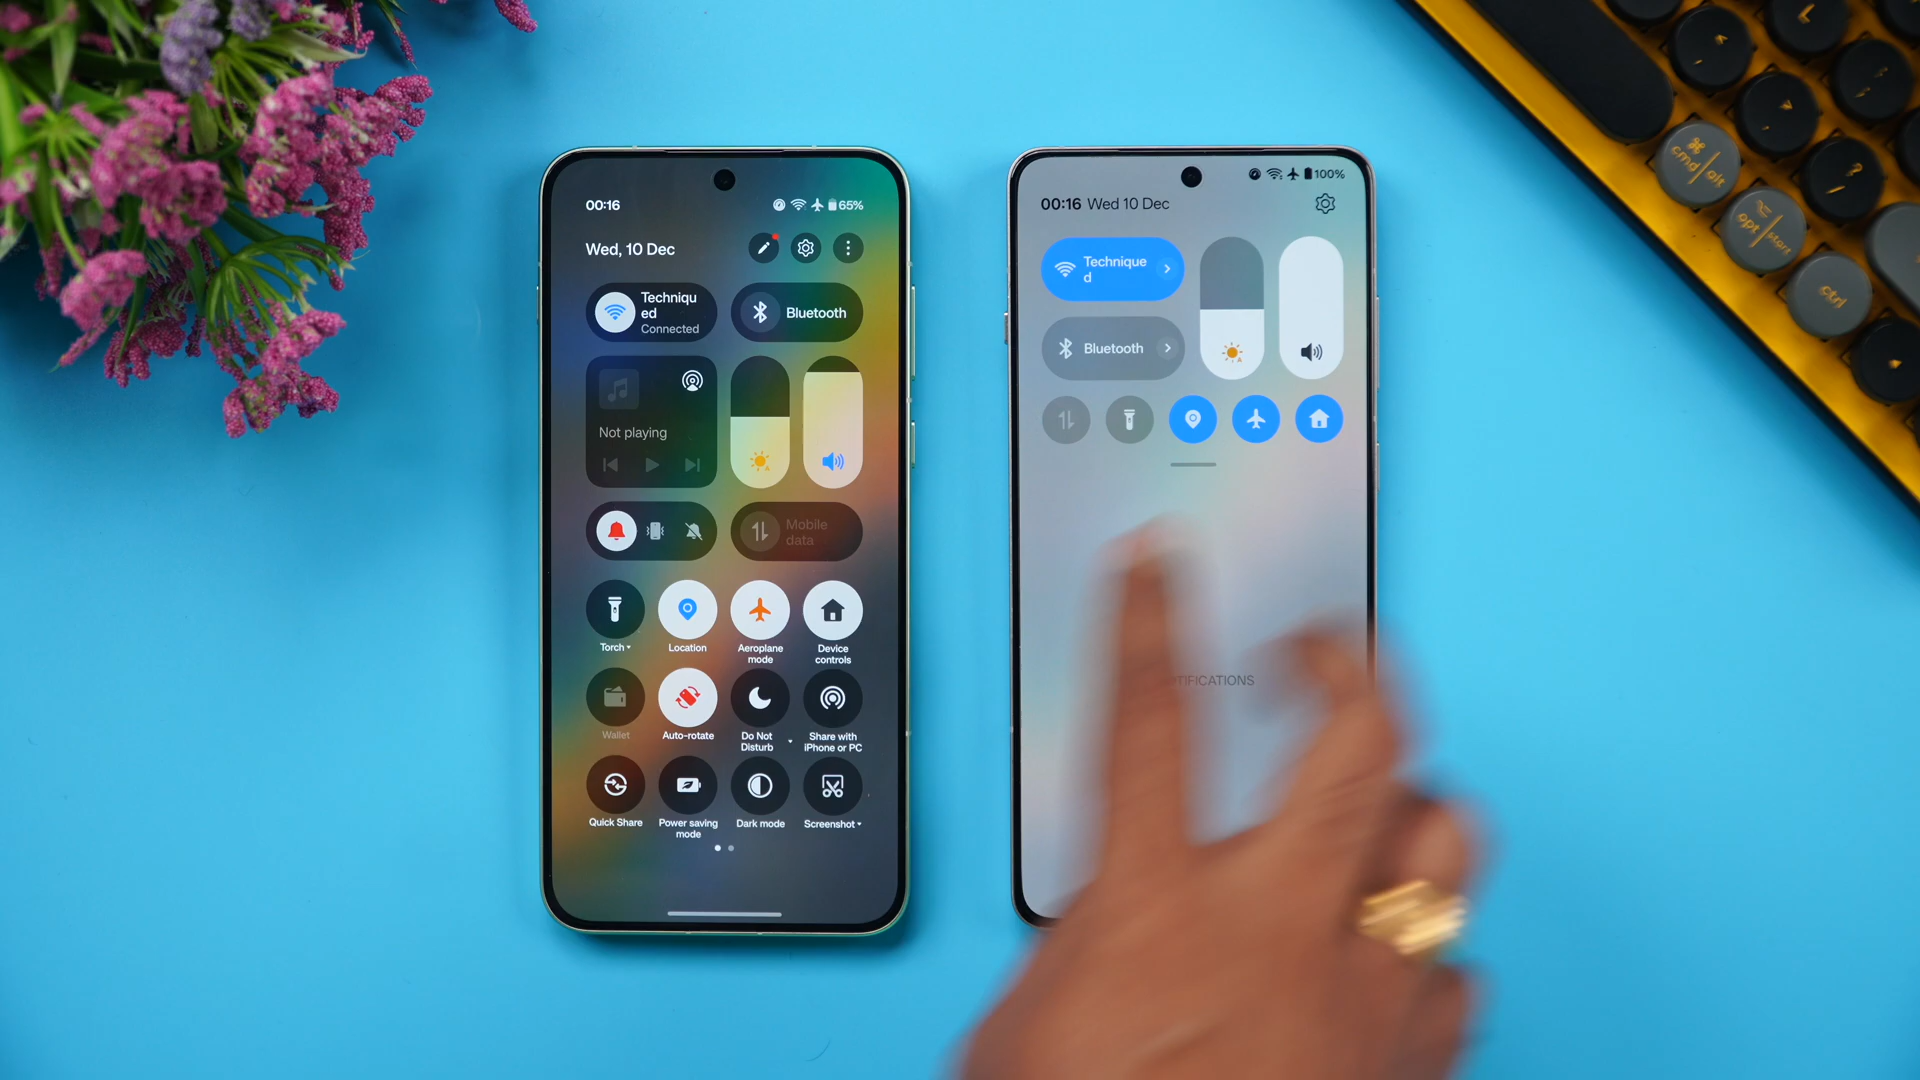 00:16
65%
Wed, 10 Dec
Techniqu
ed
Connected
Bluetooth
Not playing
Mobile
data
Torch
Location
Aeroplane
mode
Device
controls
Wallet
Auto-rotate
Do Not
Disturb
Share with
iPhone or PC
Quick Share
Power saving
mode
Dark mode
Screenshot
100%
00:16 Wed 10 Dec
Technique
d
Bluetooth
TIFICATIONS
cmd
alt
opt
start
ctrl
?
/
L